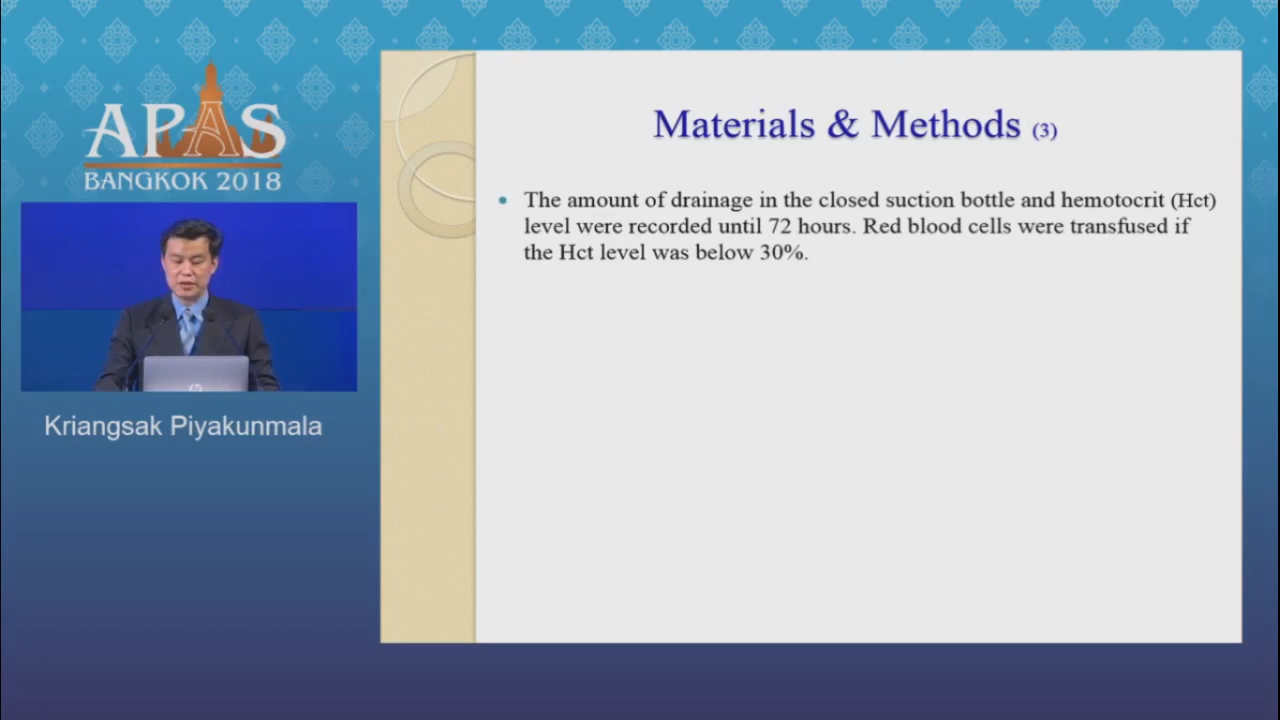 APAS
BANGKOK 2018
Kriangsak Piyakunmala
Materials & Methods (3)
• The amount of drainage in the closed suction bottle and hemotocrit (Hct)
level were recorded until 72 hours. Red blood cells were transfused if
the Hct level was below 30%.
hp